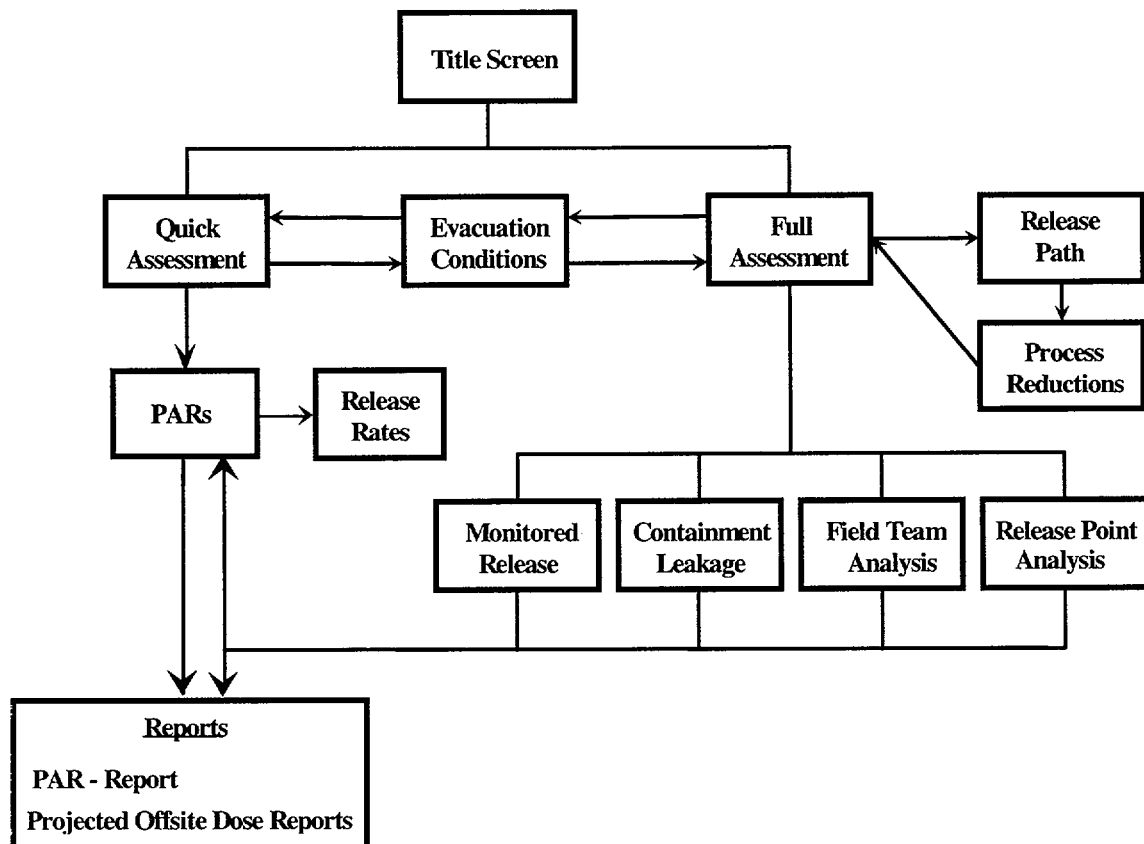 Title Screen
Quick
Assessment
Evacuation
Conditions
Full
Assessment
Release
Path
Process
Reductions
PARs
Release
Rates
Monitored
Release
Containment
Leakage
Field Team
Analysis
Release Point
Analysis
Reports
PAR - Report
Projected Offsite Dose Reports